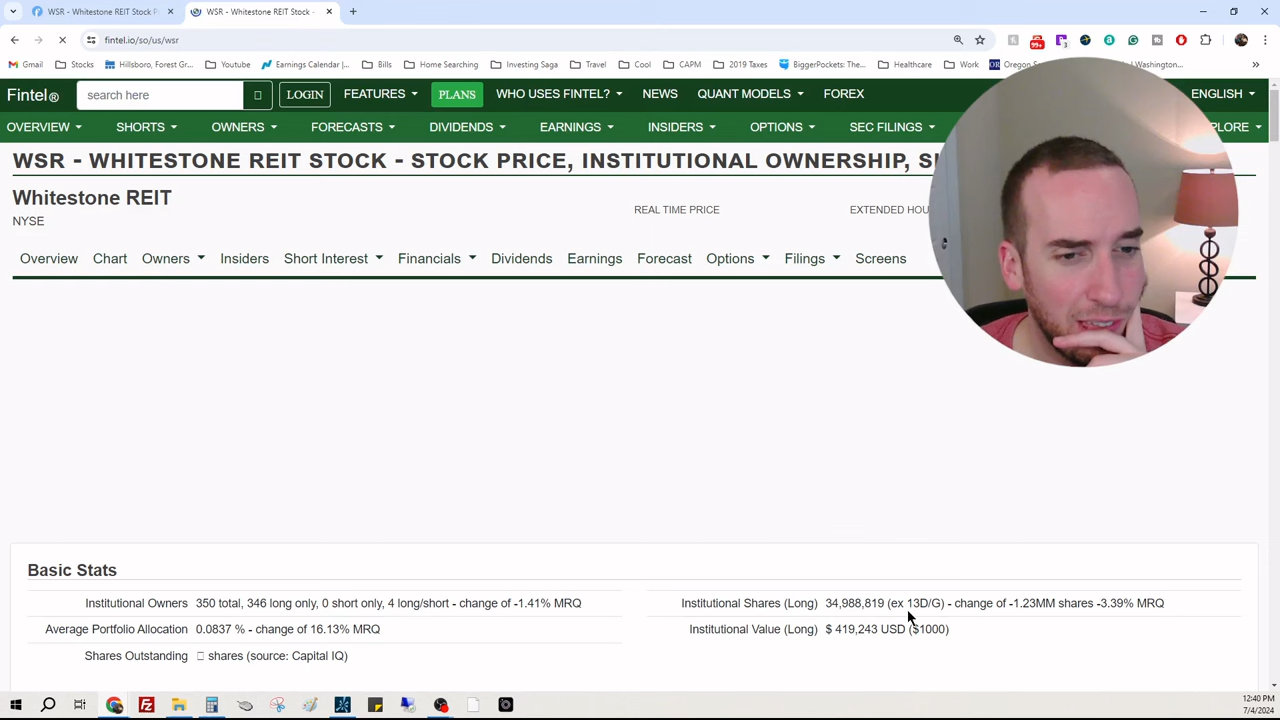 WSR - Whitestone REIT Stock P
WSR - Whitestone REIT Stock -
fintel.io/so/us/wsr
99+
3
Gmail
Stocks
Hillsboro, Forest Gr...
Youtube
Earnings Calendar |...
Bills
Home Searching
Investing Saga
Travel
Cool
CAPM
2019 Taxes
BiggerPockets: The...
Healthcare
Work
Oregon
Washington...
Fintel®
search here
LOGIN
FEATURES
PLANS
WHO USES FINTEL?
NEWS
QUANT MODELS
FOREX
ENGLISH
OVERVIEW
SHORTS
OWNERS
FORECASTS
DIVIDENDS
EARNINGS
INSIDERS
OPTIONS
SEC FILINGS
PLORE
WSR - WHITESTONE REIT STOCK - STOCK PRICE, INSTITUTIONAL OWNERSHIP,
Whitestone REIT
NYSE
REAL TIME PRICE
EXTENDED HOU
Overview
Chart
Owners
Insiders
Short Interest
Financials
Dividends
Earnings
Forecast
Options
Filings
Screens
Basic Stats
Institutional Owners 350 total, 346 long only, 0 short only, 4 long/short - change of -1.41% MRQ
Institutional Shares (Long) 34,988,819 (ex 13D/G) - change of -1.23MM shares -3.39% MRQ
Average Portfolio Allocation 0.0837 % - change of 16.13% MRQ
Institutional Value (Long) $ 419,243 USD ($1000)
Shares Outstanding shares (source: Capital IQ)
12:40 PM
7/4/2024